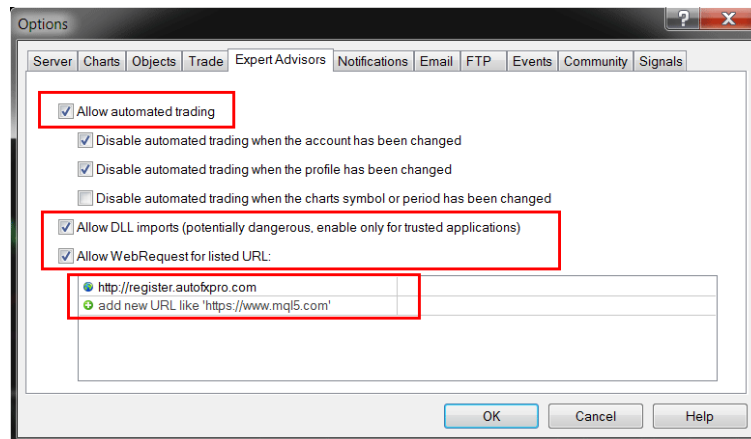 Options
?
X
Server Charts Objects Trade Expert Advisors Notifications Email FTP Events Community Signals
Allow automated trading
Disable automated trading when the account has been changed
Disable automated trading when the profile has been changed
Disable automated trading when the charts symbol or period has been changed
Allow DLL imports (potentially dangerous, enable only for trusted applications)
Allow WebRequest for listed URL:
http://register.autofxpro.com
add new URL like 'https://www.mql5.com'
OK Cancel Help